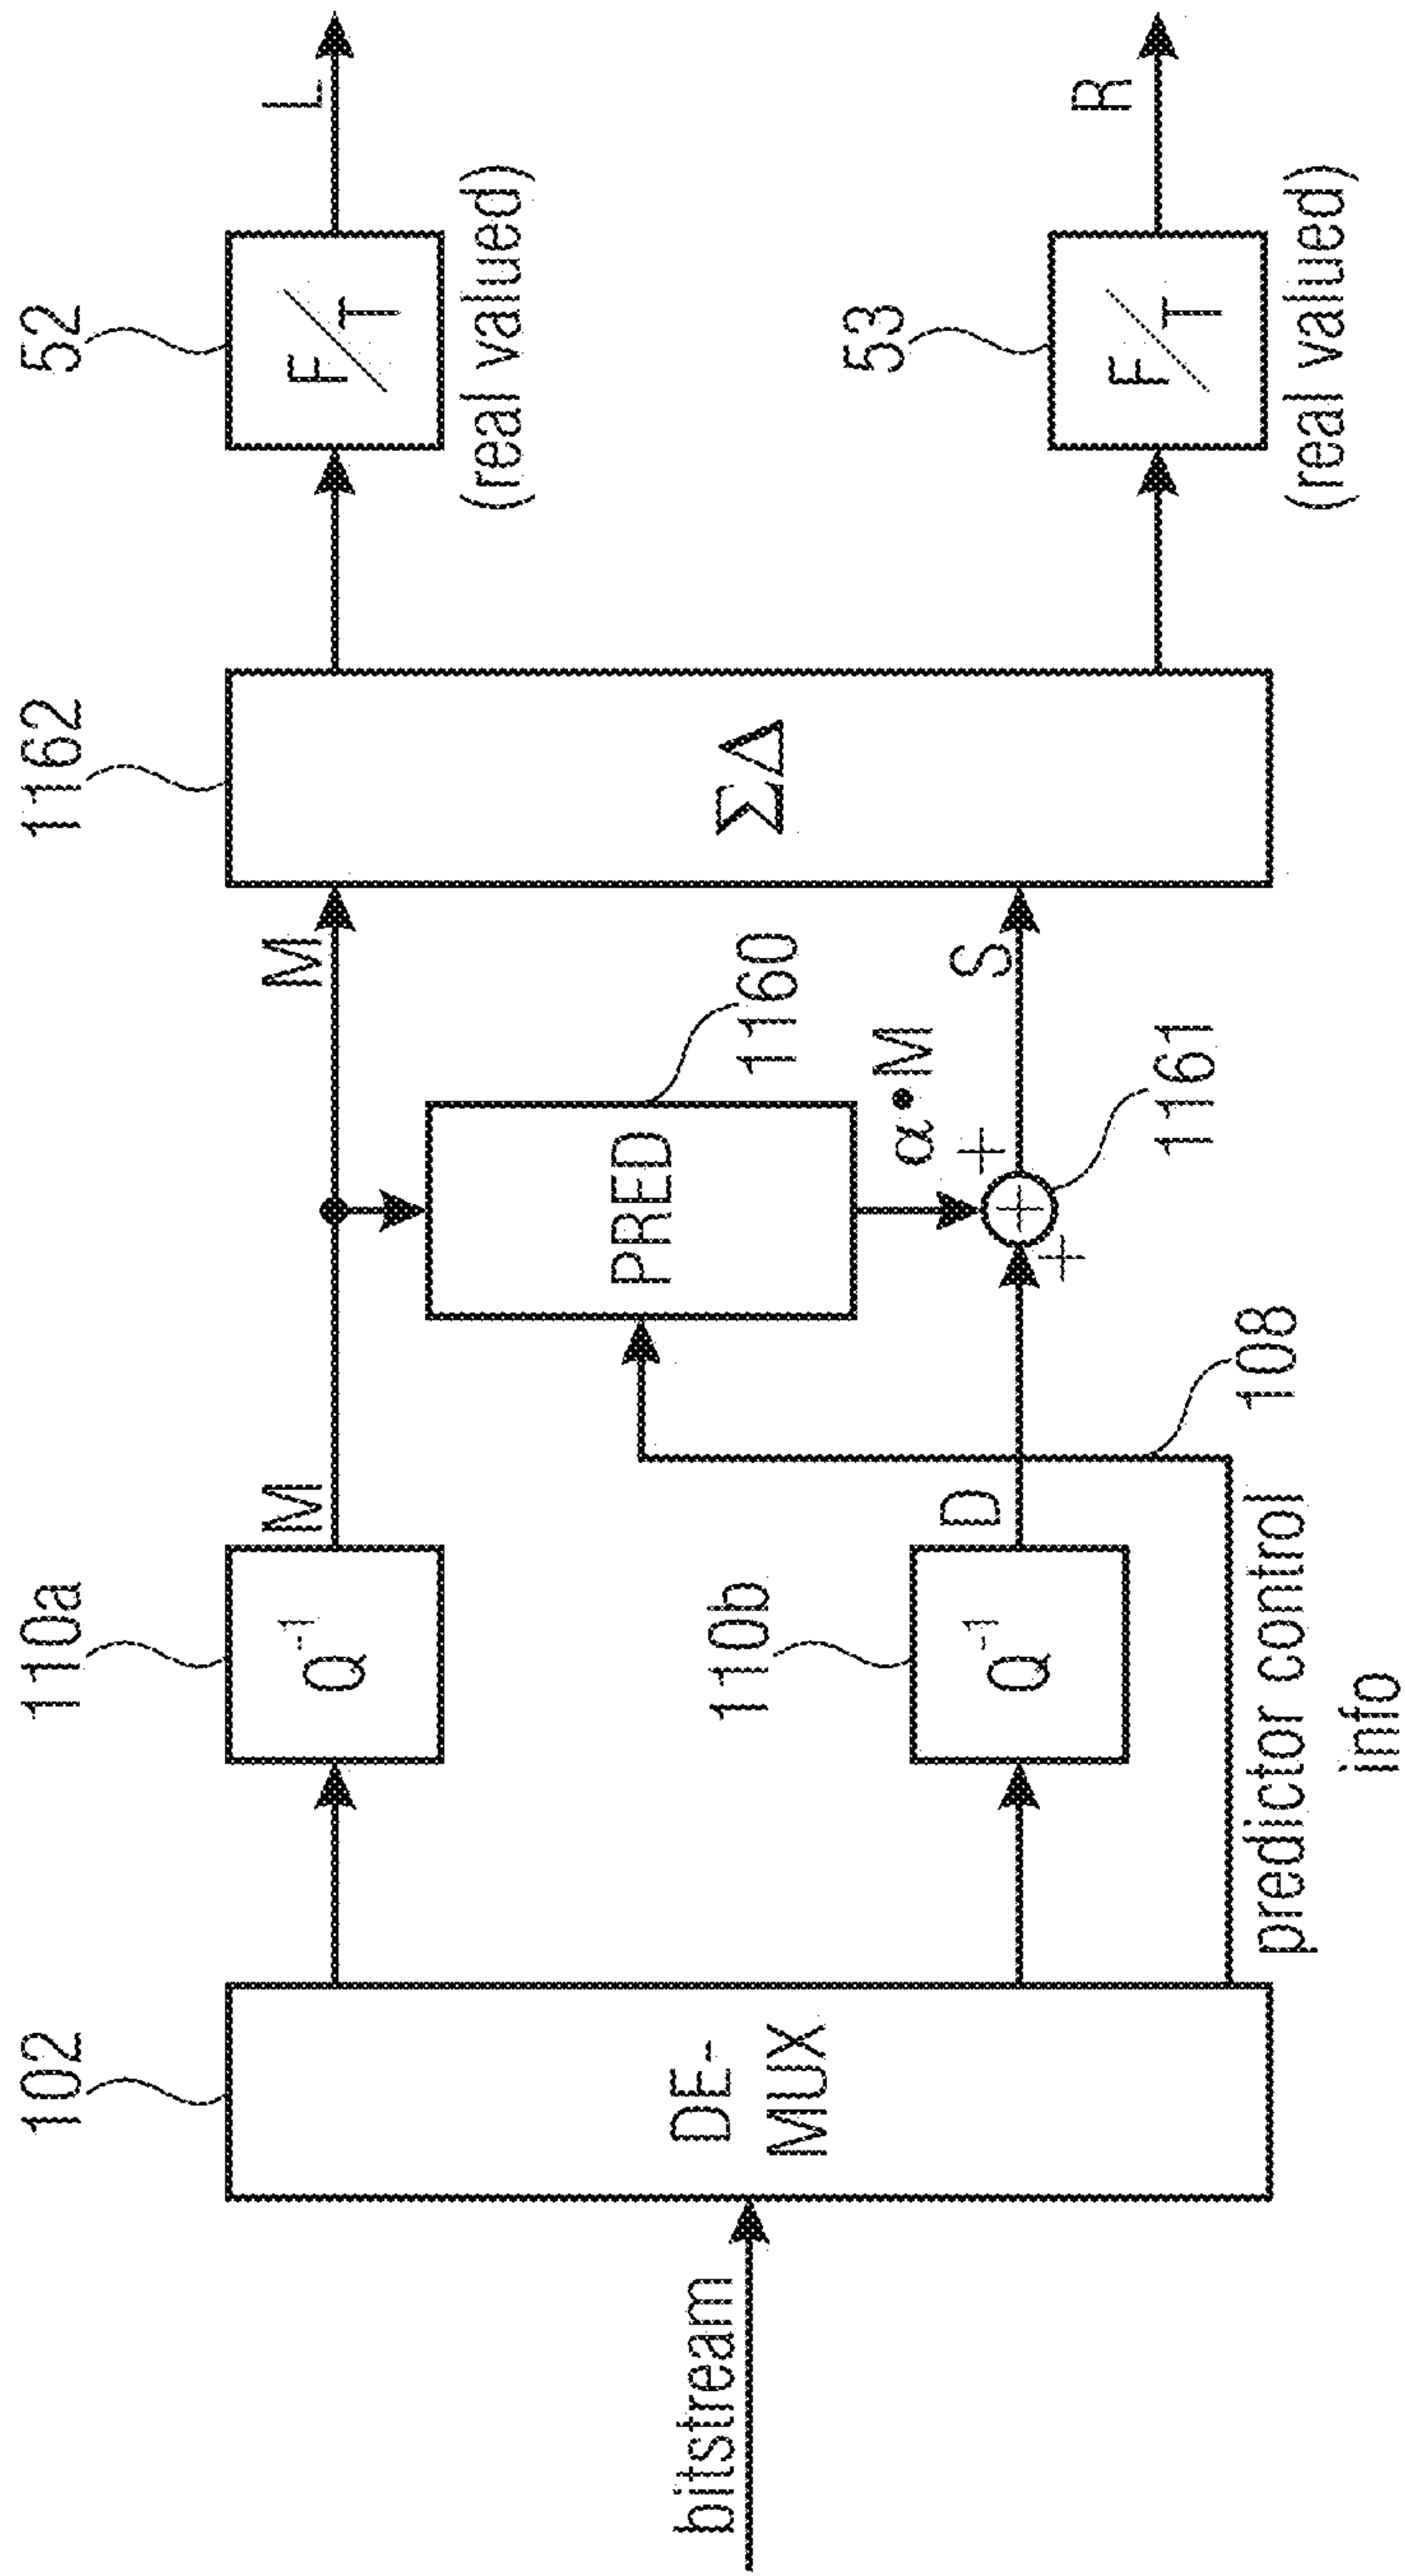 bitstream
102
DE-
MUX
110a
Q⁻¹
M
110b
Q⁻¹
D
predictor control
info
108
PRED
1160
α•M
+
+
+
1161
M
S
1162
ΣΔ
52
F/T
(real valued)
L
53
F/T
(real valued)
R